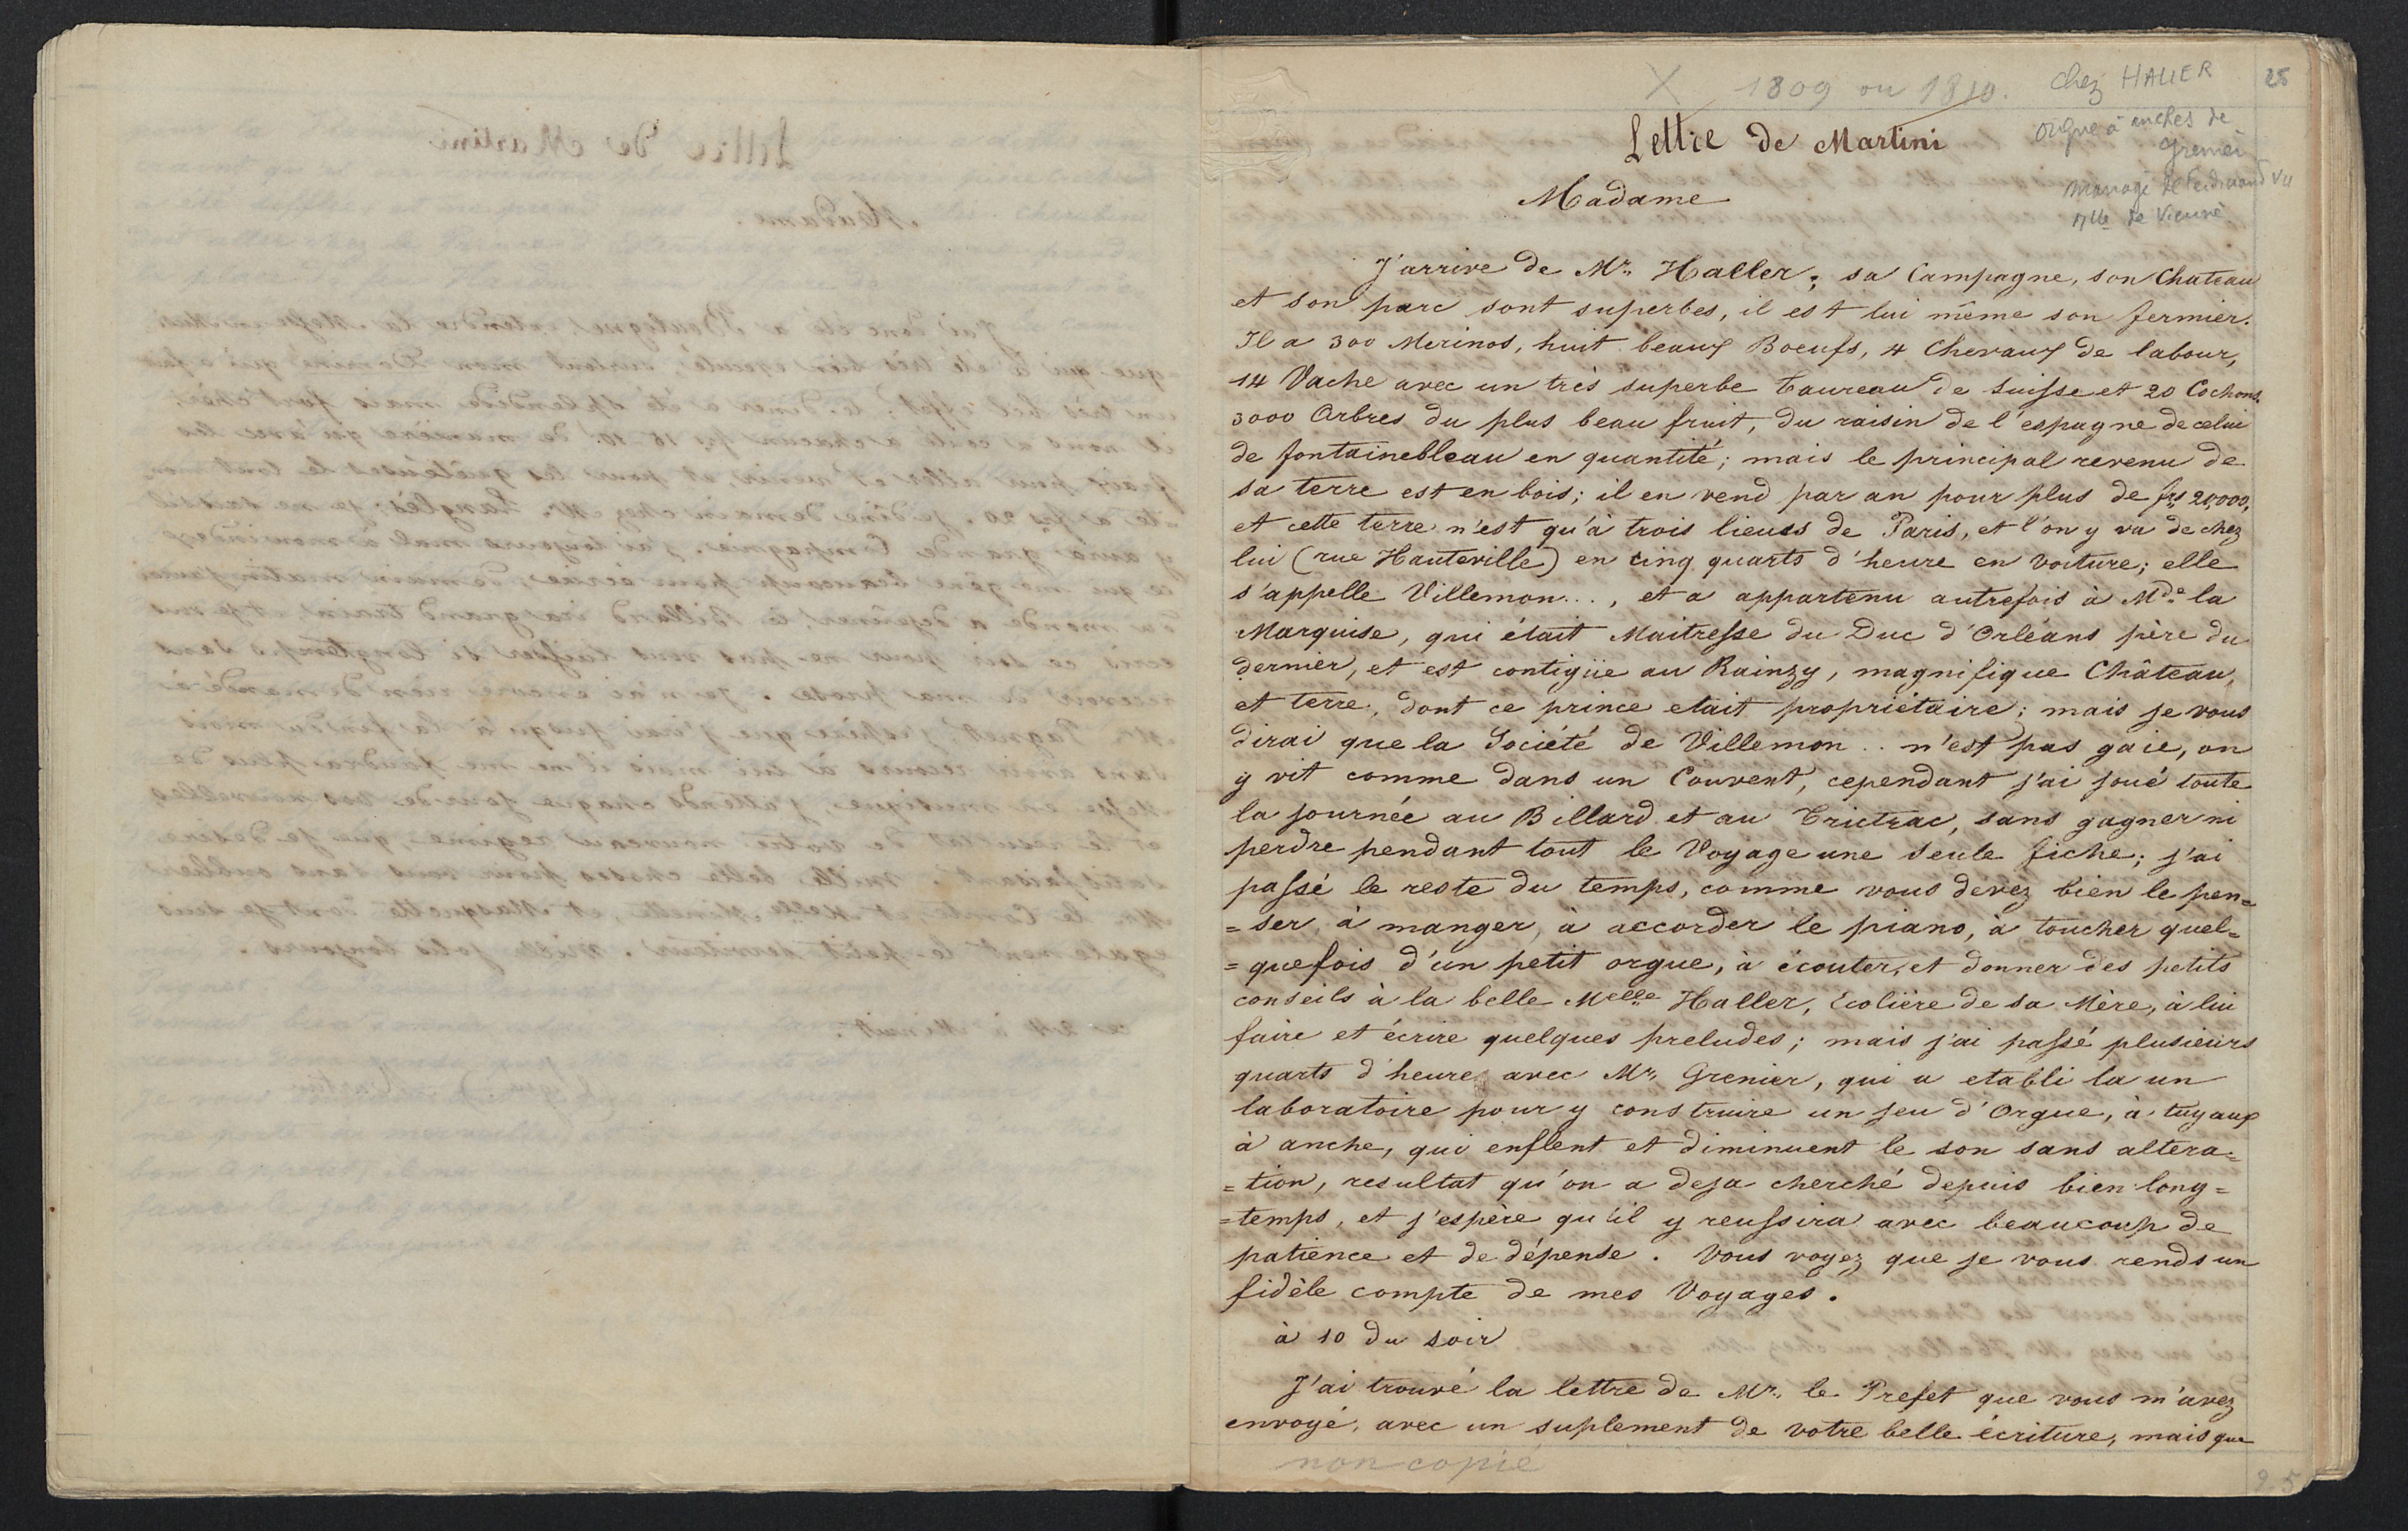 X 1809 ou 1810. Chez HALLER 25
Orgue à anches de
Grenier
Mariage de Ferdinand VII
Mlle de Vienne
Lettre de Martini
Madame
J'arrive de Mr. Haller; sa Campagne, son Chateau
et son parc sont superbes, il est lui même son fermier.
Il a 300 Merinos, huit beaux Boeufs, 4 Chevaux de labour,
14 Vache avec un très superbe taureau de Suisse et 20 Cochons.
3000 Arbres du plus beau fruit, du raisin de l'espagne de celui
de fontainebleau en quantité; mais le principal revenu de
sa terre est en bois; il en vend par an pour plus de frs 20,000,
et cette terre n'est qu'à trois lieues de Paris, et l'on y va de chez
lui (rue Hauteville) en cinq quarts d'heure en voiture; elle
s'appelle Villemon..., et a appartenu autrefois à Mde la
Marquise, qui était Maitresse du Duc d'Orléans père du
dernier, et est contigüe au Rainzy, magnifique Château,
et terre, dont ce prince etait propriétaire; mais je vous
dirai que la Société de Villemon.. n'est pas gaie, on
y vit comme dans un Couvent, cependant j'ai joué toute
la journée au Billard et au Trictrac, sans gagner ni
perdre pendant tout le Voyage une seule fiche; j'ai
passé le reste du temps, comme vous devez bien le pen=
=ser, à manger, à accorder le piano, à toucher quel=
=quefois d'un petit orgue, à écouter, et donner des petits
conseils à la belle Melle Haller, écolière de sa Mère, à lui
faire et écrire quelques preludes; mais j'ai passé plusieurs
quarts d'heure avec Mr. Grenier, qui a etabli la un
laboratoire pour y construire un jeu d'Orgue, à tuyaux
à anche, qui enflent et diminuent le son sans altera=
=tion, resultat qu'on a deja cherché depuis bien long=
=temps, et j'espère qu'il y reussira avec beaucoup de
patience et de dépense. Vous voyez que je vous rends un
fidèle compte de mes Voyages.
à 10 du soir
J'ai trouvé la lettre de Mr. le Prefet que vous m'avez
envoyé, avec un suplement de votre belle écriture, mais que
non copié